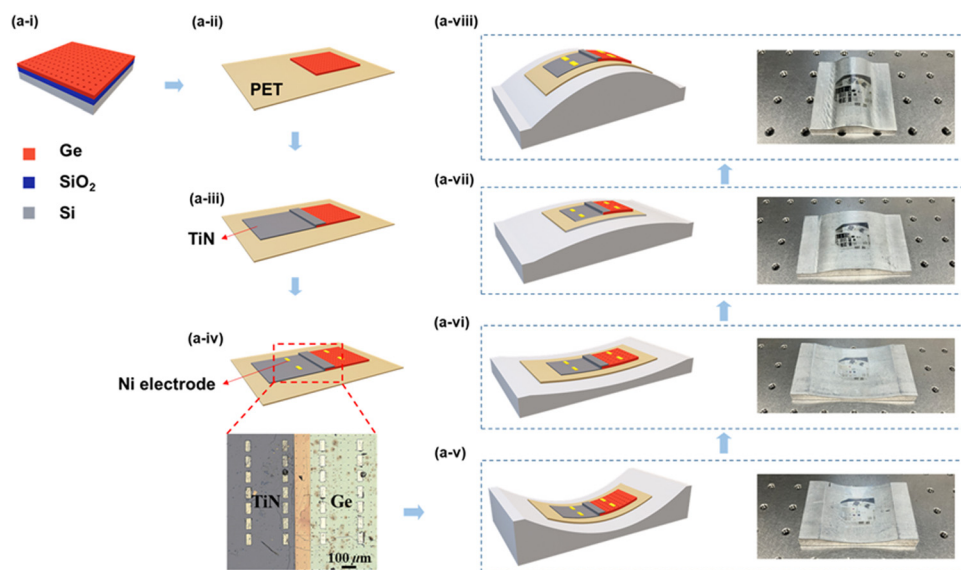 (a-i)
(a-ii)
(a-viii)
PET
Ge
SiO2
Si
(a-iii)
TiN
(a-vii)
(a-iv)
Ni electrode
(a-vi)
(a-v)
TiN
Ge
100 μm